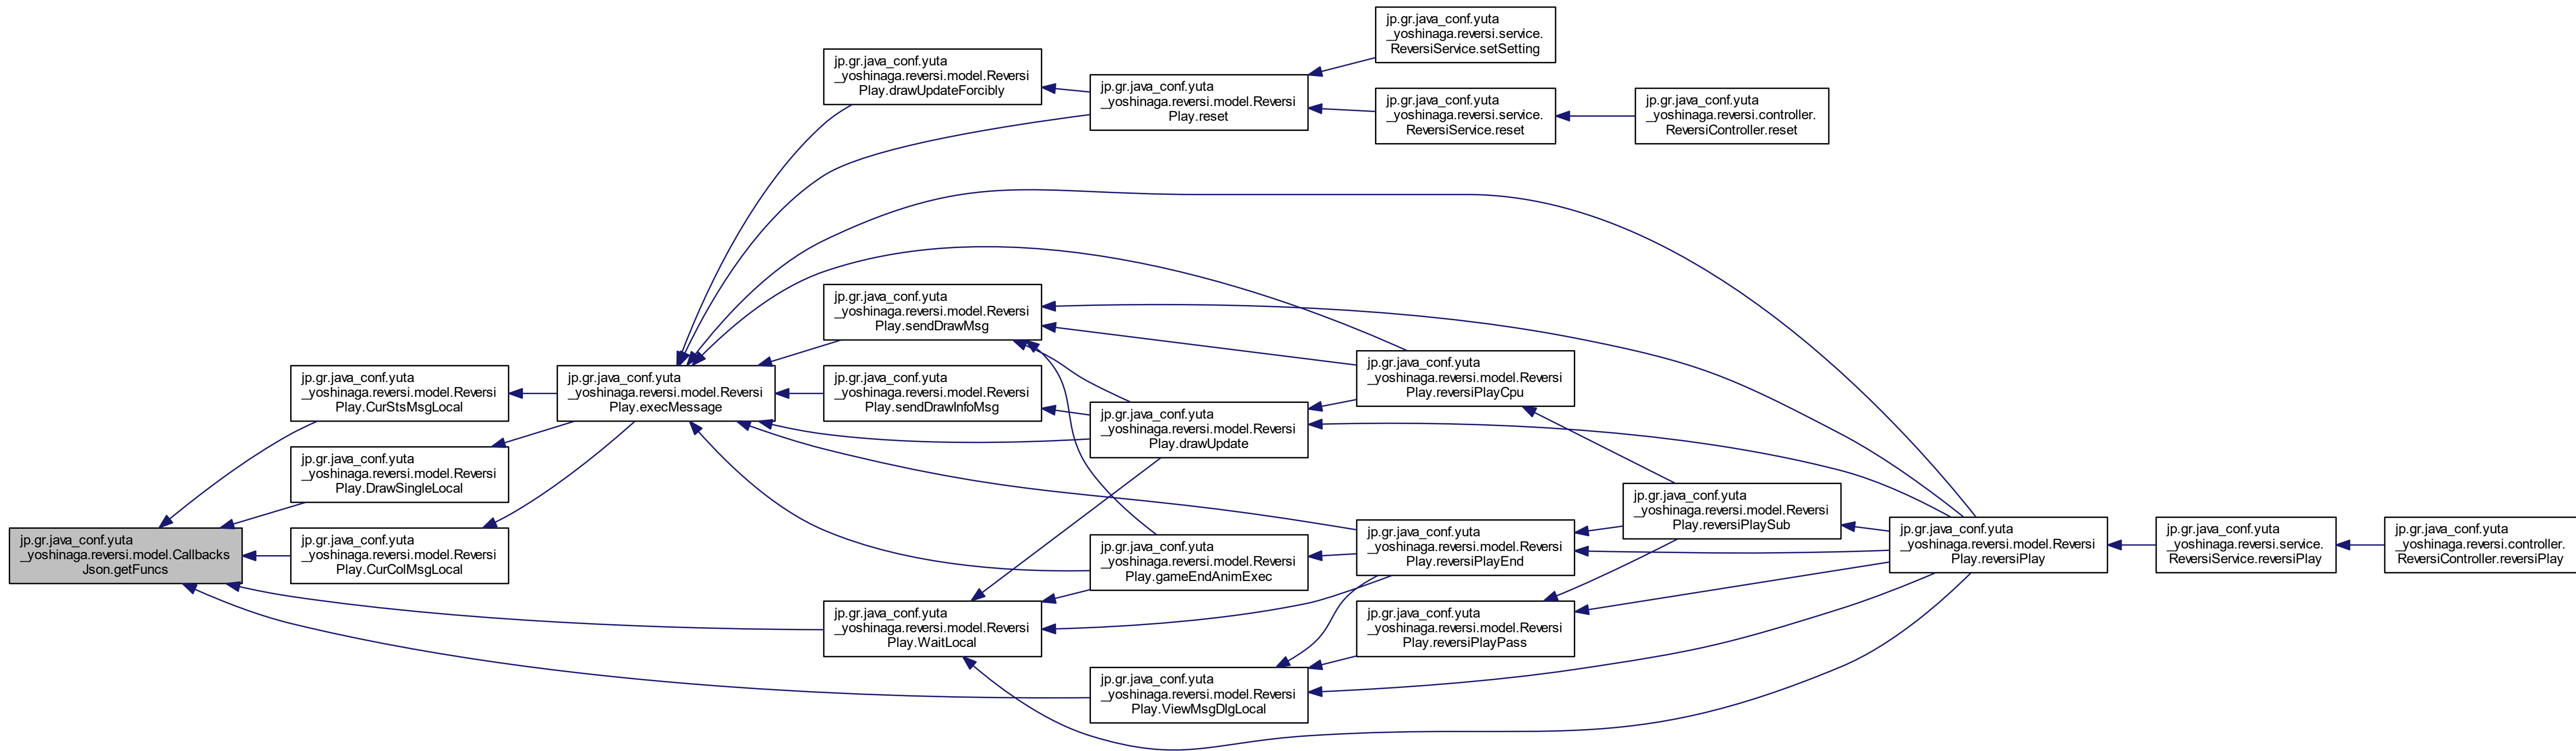 jp.gr.java_conf.yuta
_yoshinaga.reversi.model.Callbacks
Json.getFuncs
jp.gr.java_conf.yuta
_yoshinaga.reversi.model.Reversi
Play.CurStsMsgLocal
jp.gr.java_conf.yuta
_yoshinaga.reversi.model.Reversi
Play.DrawSingleLocal
jp.gr.java_conf.yuta
_yoshinaga.reversi.model.Reversi
Play.CurColMsgLocal
jp.gr.java_conf.yuta
_yoshinaga.reversi.model.Reversi
Play.execMessage
jp.gr.java_conf.yuta
_yoshinaga.reversi.model.Reversi
Play.drawUpdateForcibly
jp.gr.java_conf.yuta
_yoshinaga.reversi.model.Reversi
Play.sendDrawMsg
jp.gr.java_conf.yuta
_yoshinaga.reversi.model.Reversi
Play.sendDrawInfoMsg
jp.gr.java_conf.yuta
_yoshinaga.reversi.model.Reversi
Play.WaitLocal
jp.gr.java_conf.yuta
_yoshinaga.reversi.model.Reversi
Play.reset
jp.gr.java_conf.yuta
_yoshinaga.reversi.model.Reversi
Play.drawUpdate
jp.gr.java_conf.yuta
_yoshinaga.reversi.model.Reversi
Play.gameEndAnimExec
jp.gr.java_conf.yuta
_yoshinaga.reversi.model.Reversi
Play.ViewMsgDlgLocal
jp.gr.java_conf.yuta
_yoshinaga.reversi.service.
ReversiService.setSetting
jp.gr.java_conf.yuta
_yoshinaga.reversi.service.
ReversiService.reset
jp.gr.java_conf.yuta
_yoshinaga.reversi.model.Reversi
Play.reversiPlayCpu
jp.gr.java_conf.yuta
_yoshinaga.reversi.model.Reversi
Play.reversiPlayEnd
jp.gr.java_conf.yuta
_yoshinaga.reversi.model.Reversi
Play.reversiPlayPass
jp.gr.java_conf.yuta
_yoshinaga.reversi.controller.
ReversiController.reset
jp.gr.java_conf.yuta
_yoshinaga.reversi.model.Reversi
Play.reversiPlaySub
jp.gr.java_conf.yuta
_yoshinaga.reversi.model.Reversi
Play.reversiPlay
jp.gr.java_conf.yuta
_yoshinaga.reversi.service.
ReversiService.reversiPlay
jp.gr.java_conf.yuta
_yoshinaga.reversi.controller.
ReversiController.reversiPlay